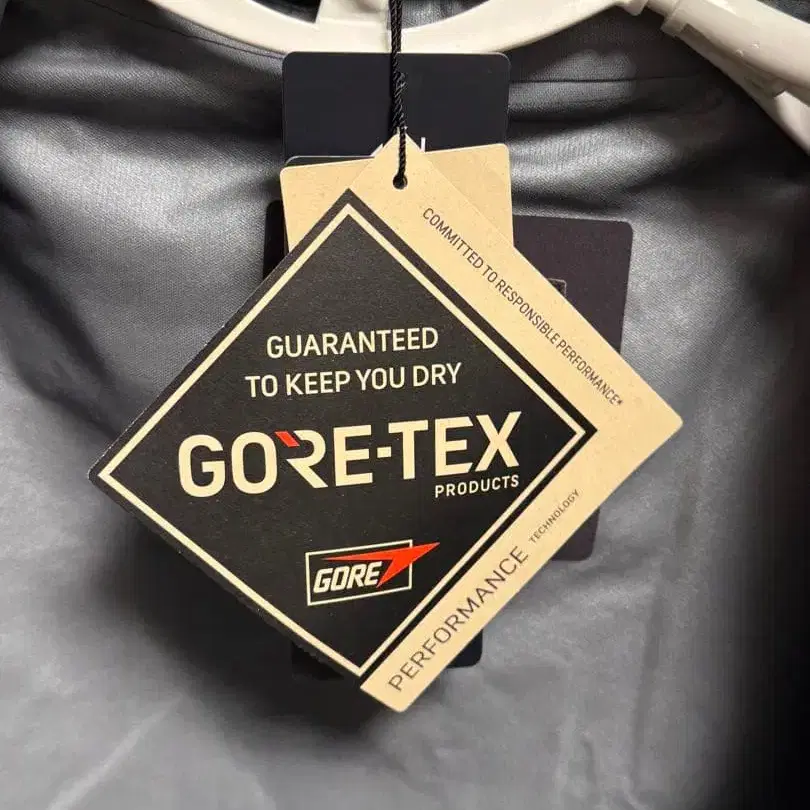 COMMITTED TO RESPONSIBLE PERFORMANCE*
GUARANTEED
TO KEEP YOU DRY
GORE-TEX
PRODUCTS
GORE
PERFORMANCE TECHNOLOGY